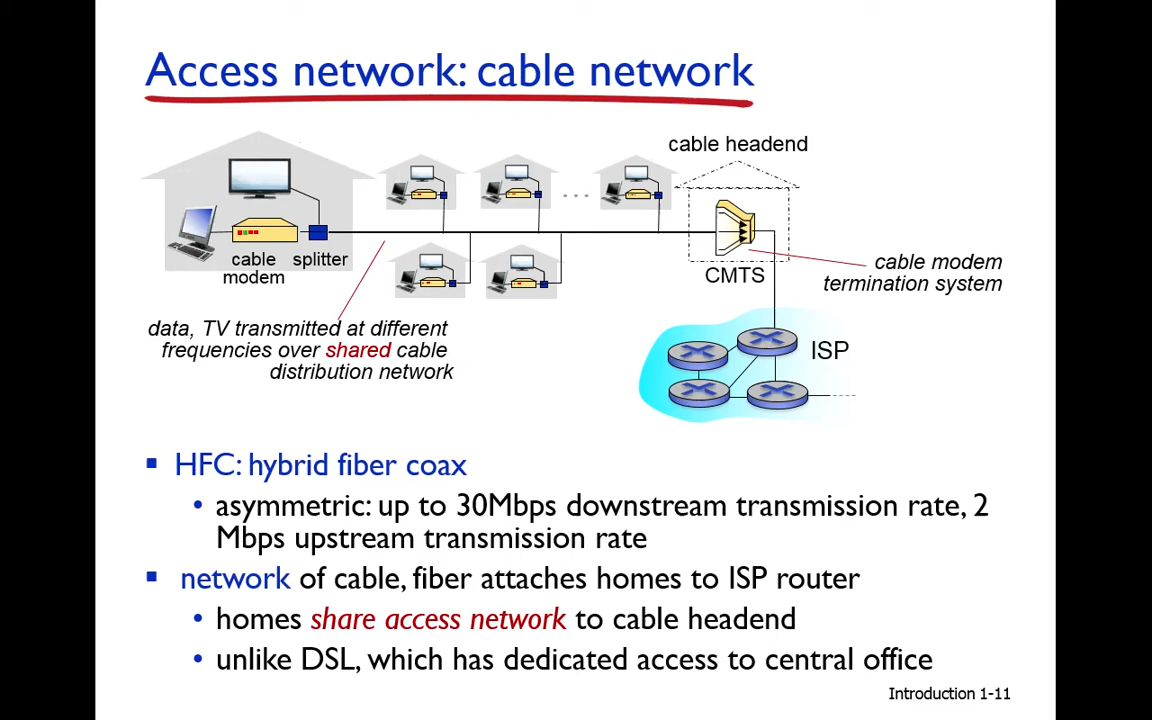 Access network: cable network
cable headend
cable
modem
splitter
CMTS
cable modem
termination system
data, TV transmitted at different
frequencies over shared cable
distribution network
ISP
▪ HFC: hybrid fiber coax
• asymmetric: up to 30Mbps downstream transmission rate, 2
Mbps upstream transmission rate
▪ network of cable, fiber attaches homes to ISP router
• homes share access network to cable headend
• unlike DSL, which has dedicated access to central office
Introduction 1-11